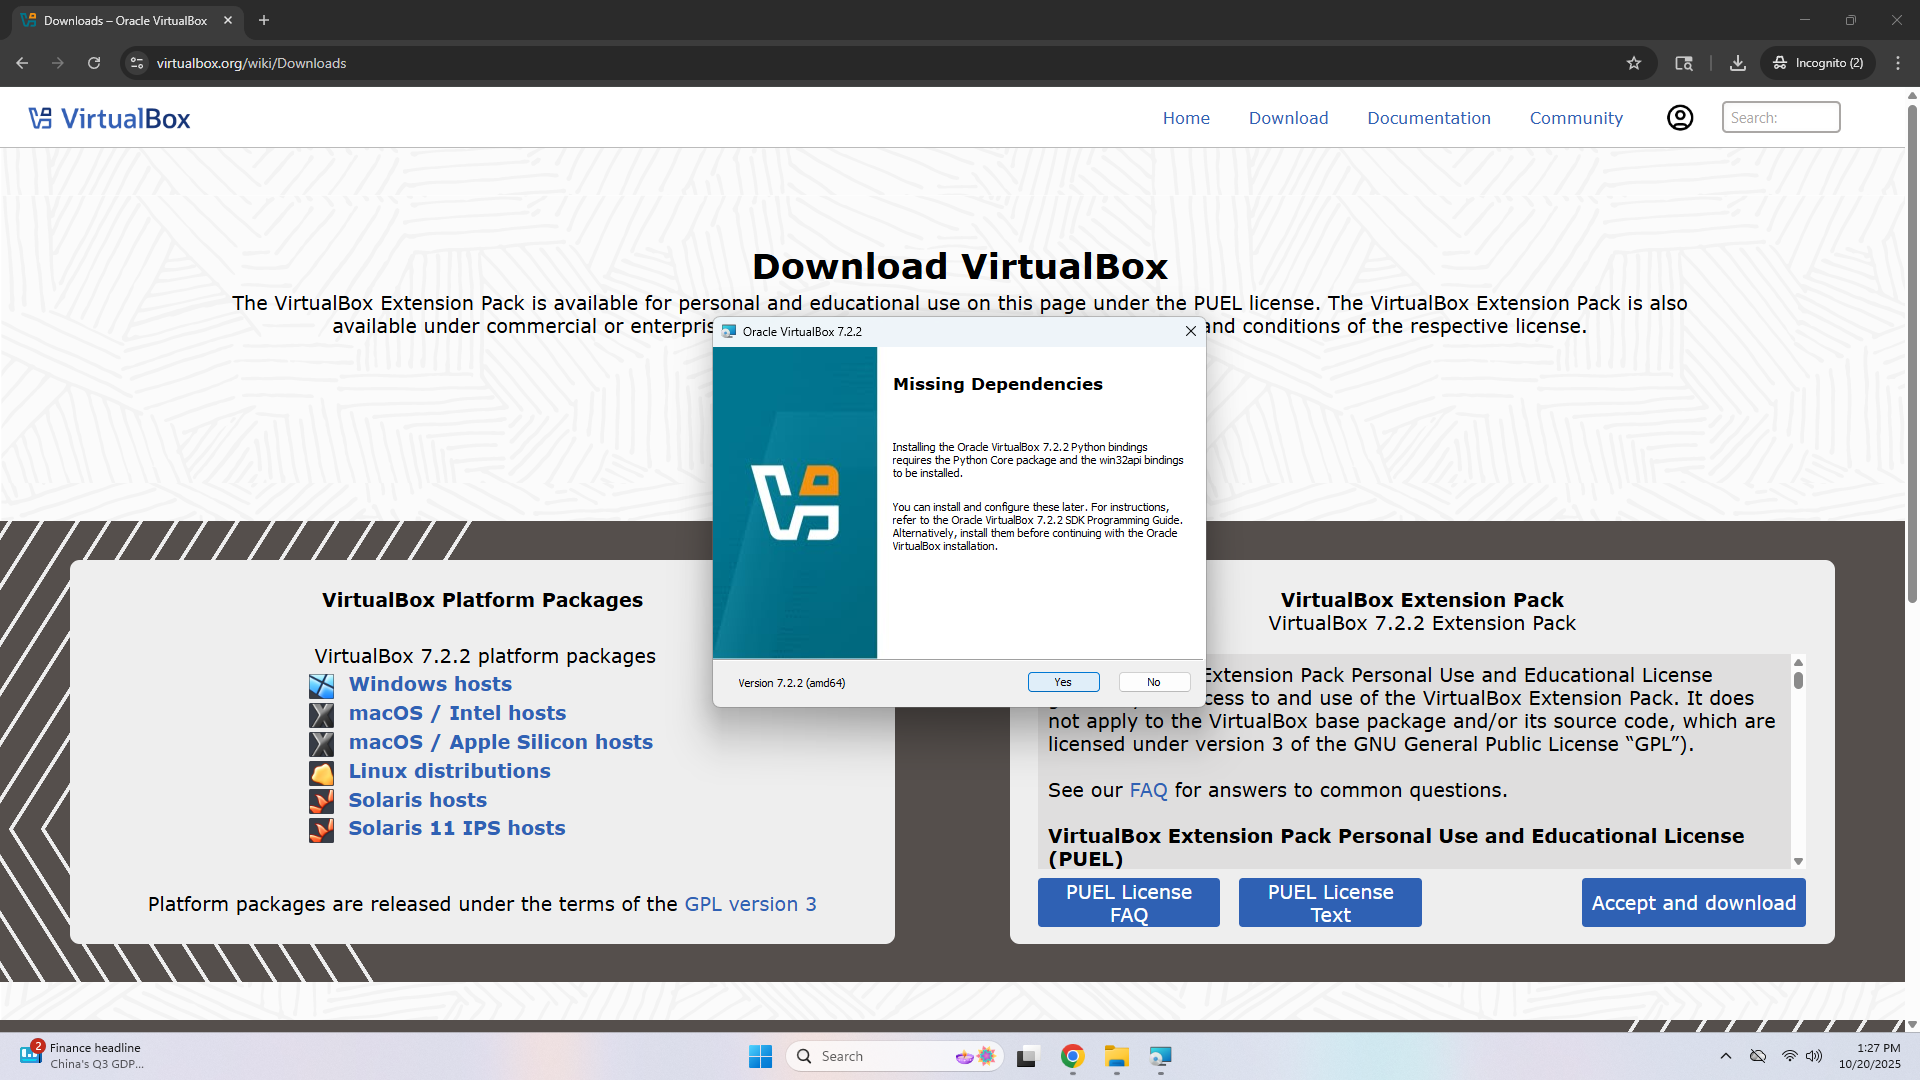 Downloads – Oracle VirtualBox
virtualbox.org/wiki/Downloads
Incognito (2)
VirtualBox
Home
Download
Documentation
Community
Search:
Download VirtualBox
The VirtualBox Extension Pack is available for personal and educational use on this page under the PUEL license. The VirtualBox Extension Pack is also
available under commercial or enterpris
and conditions of the respective license.
Oracle VirtualBox 7.2.2
Missing Dependencies
Installing the Oracle VirtualBox 7.2.2 Python bindings
requires the Python Core package and the win32api bindings
to be installed.
You can install and configure these later. For instructions,
refer to the Oracle VirtualBox 7.2.2 SDK Programming Guide.
Alternatively, install them before continuing with the Oracle
VirtualBox installation.
Version 7.2.2 (amd64)
Yes
No
VirtualBox Platform Packages
VirtualBox 7.2.2 platform packages
Windows hosts
macOS / Intel hosts
macOS / Apple Silicon hosts
Linux distributions
Solaris hosts
Solaris 11 IPS hosts
Platform packages are released under the terms of the GPL version 3
VirtualBox Extension Pack
VirtualBox 7.2.2 Extension Pack
Extension Pack Personal Use and Educational License
cess to and use of the VirtualBox Extension Pack. It does
not apply to the VirtualBox base package and/or its source code, which are
licensed under version 3 of the GNU General Public License “GPL”).
See our FAQ for answers to common questions.
VirtualBox Extension Pack Personal Use and Educational License
(PUEL)
PUEL License
FAQ
PUEL License
Text
Accept and download
2
Finance headline
China's Q3 GDP...
Search
1:27 PM
10/20/2025